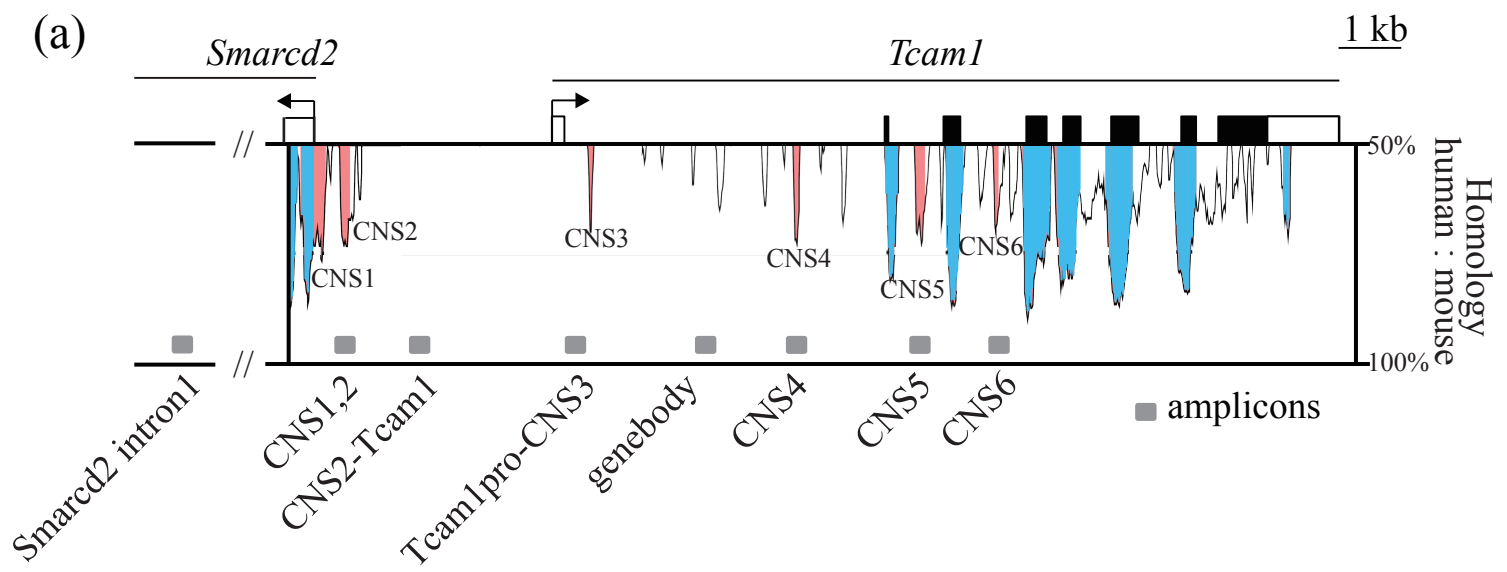 (a)
Smarcd2
Tcam1
1 kb
//
50%
CNS1
CNS2
CNS3
CNS4
CNS5
CNS6
Homology
human : mouse
//
100%
Smarcd2 intron1
CNS1,2
CNS2-Tcam1
Tcam1pro-CNS3
genebody
CNS4
CNS5
CNS6
amplicons